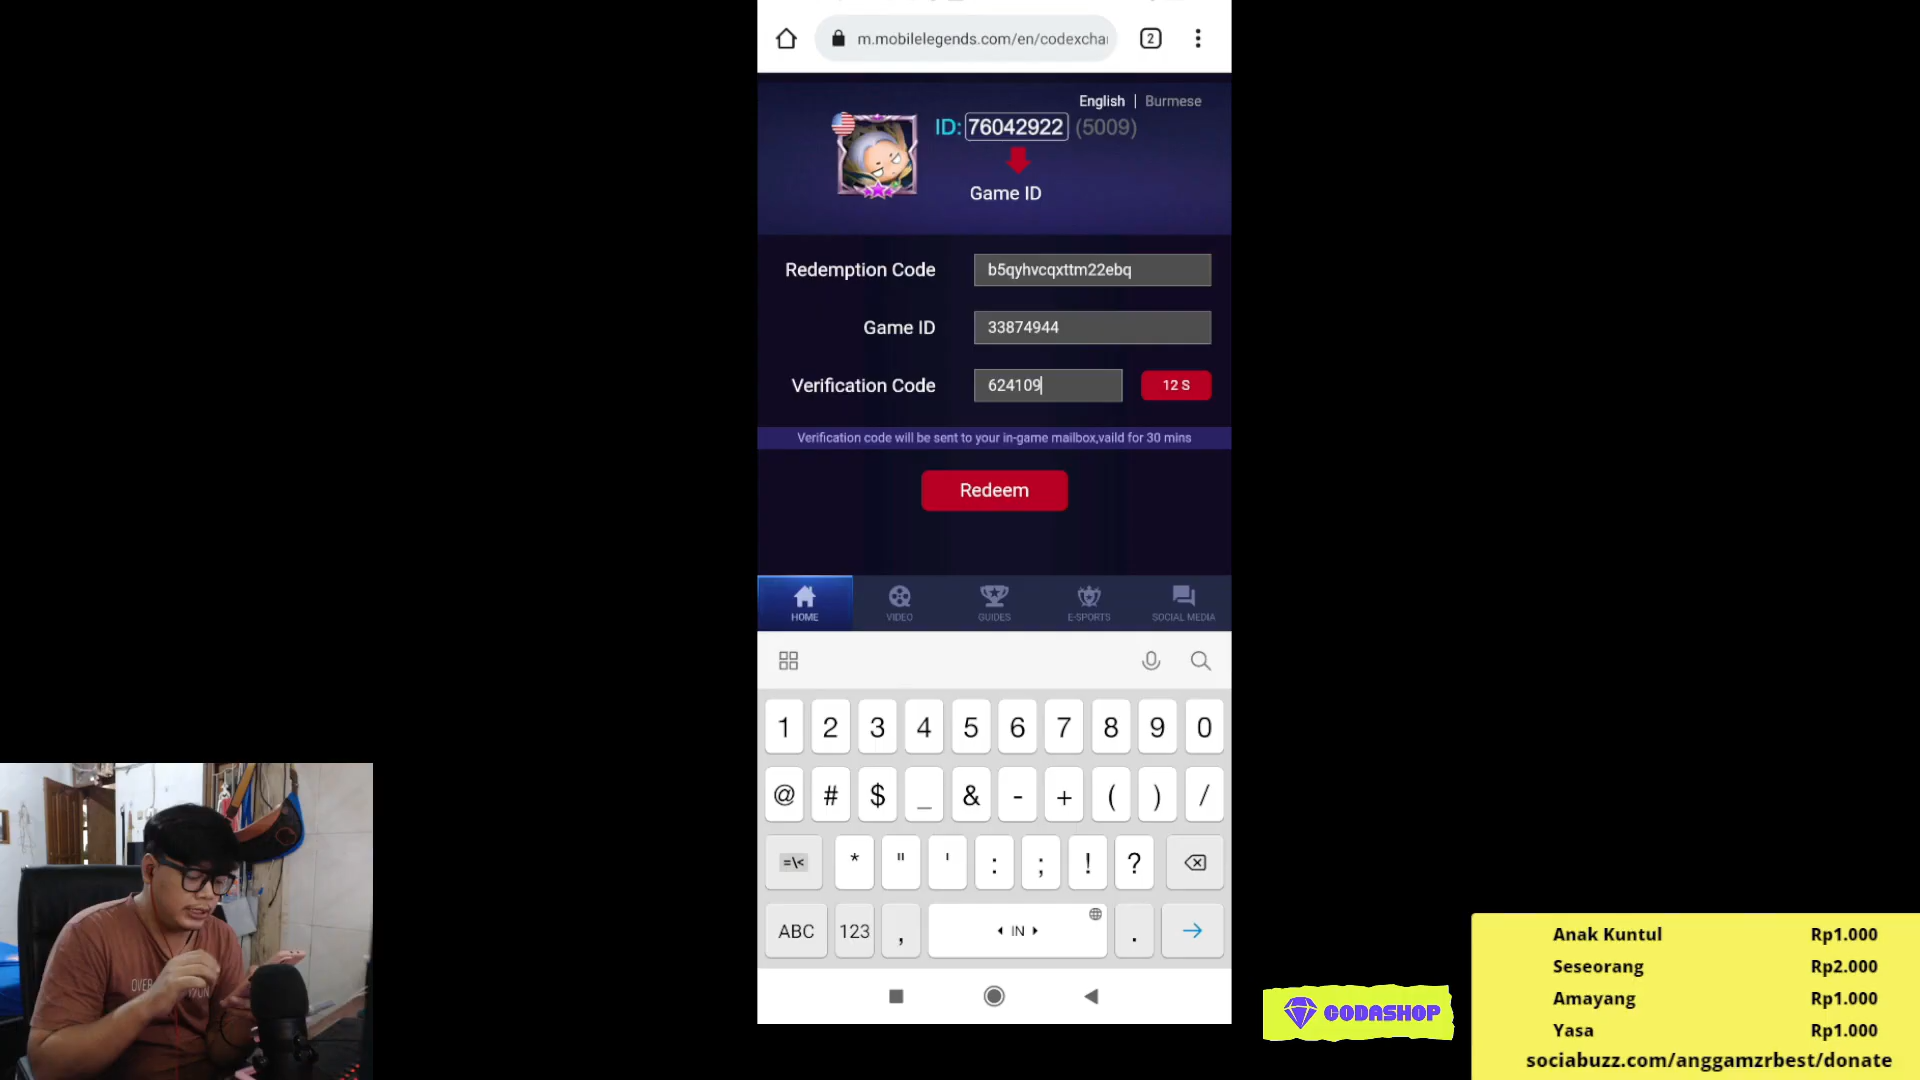 m.mobilelegends.com/en/codexchai
2
English | Burmese
ID: 76042922 (5009)
Game ID
Redemption Code b5qyhvcqxttm22ebq
Game ID 33874944
Verification Code 624109 12 S
Verification code will be sent to your in-game mailbox,vaild for 30 mins
Redeem
HOME VIDEO GUIDES E-SPORTS SOCIAL MEDIA
1 2 3 4 5 6 7 8 9 0
@ # $ _ & - + ( ) /
=\< * " ' : ; ! ?
ABC 123 , IN .
CODASHOP
Anak Kuntul Rp1.000
Seseorang Rp2.000
Amayang Rp1.000
Yasa Rp1.000
sociabuzz.com/anggamzrbest/donate